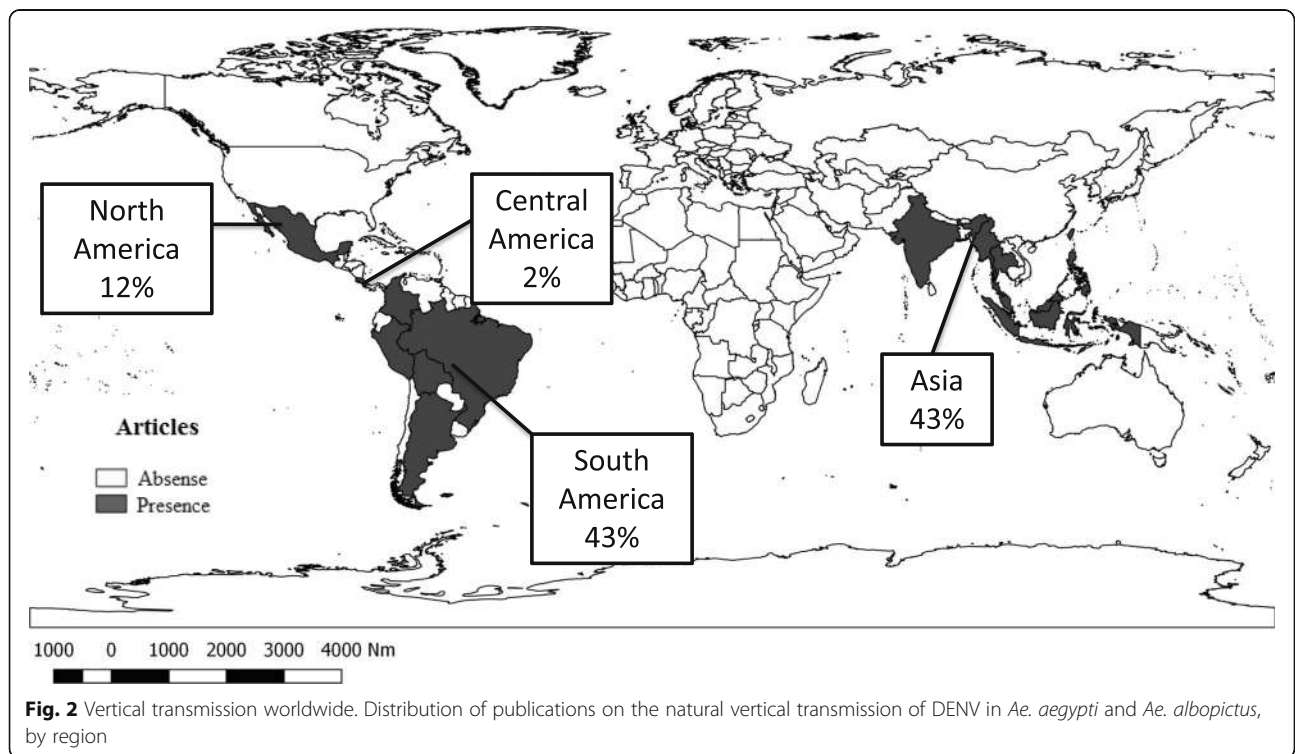 North
America
12%
Central
America
2%
Asia
43%
South
America
43%
Articles
Absense
Presence
1000 0 1000 2000 3000 4000 Nm
Fig. 2 Vertical transmission worldwide. Distribution of publications on the natural vertical transmission of DENV in Ae. aegypti and Ae. albopictus,
by region